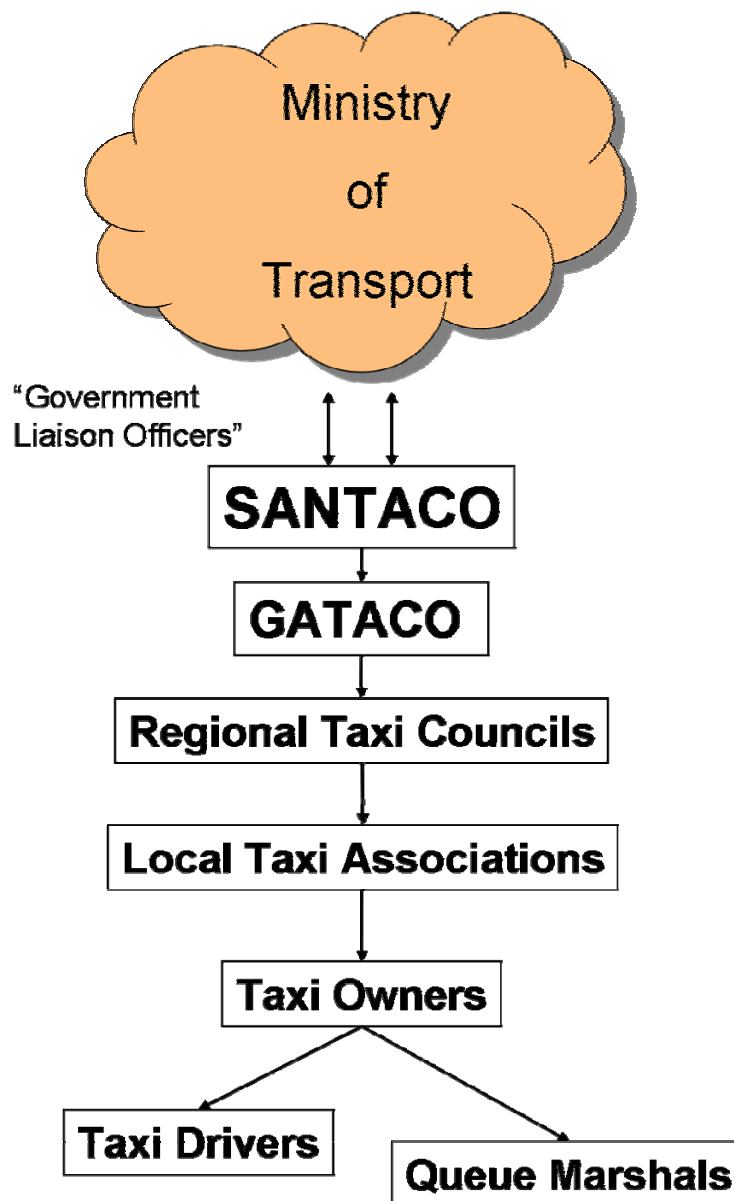 Ministry
of
Transport
“Government
Liaison Officers”
SANTACO
GATACO
Regional Taxi Councils
Local Taxi Associations
Taxi Owners
Taxi Drivers
Queue Marshals